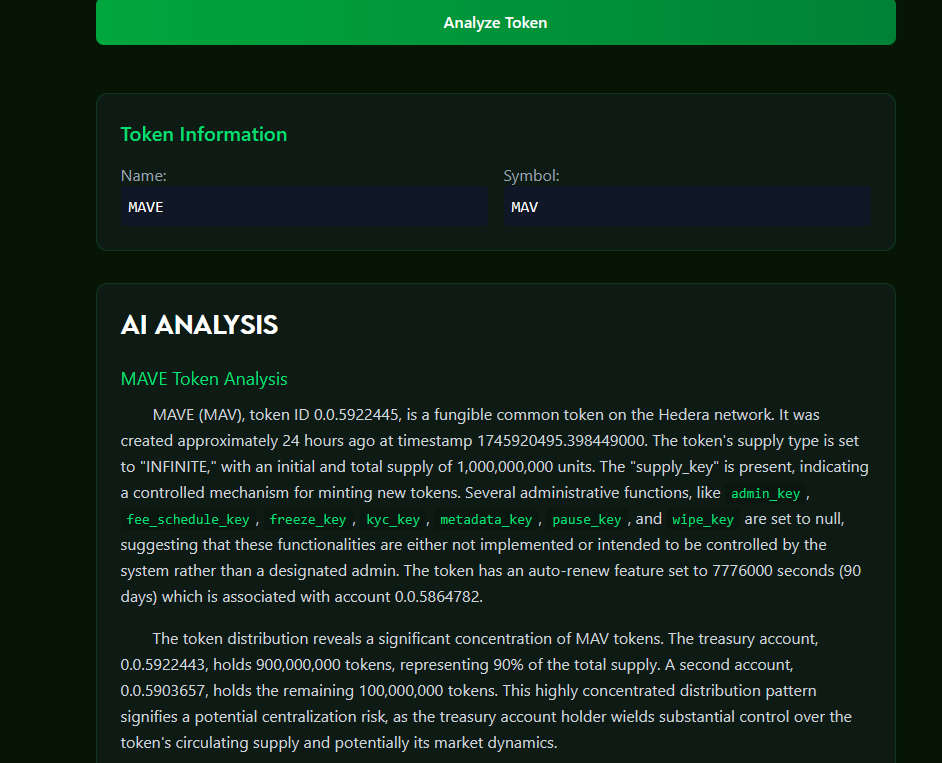 Analyze Token
Token Information
Name: Symbol:
MAVE MAV
AI ANALYSIS
MAVE Token Analysis
MAVE (MAV), token ID 0.0.5922445, is a fungible common token on the Hedera network. It was
created approximately 24 hours ago at timestamp 1745920495.398449000. The token's supply type is set
to "INFINITE," with an initial and total supply of 1,000,000,000 units. The "supply_key" is present, indicating
a controlled mechanism for minting new tokens. Several administrative functions, like admin_key ,
fee_schedule_key , freeze_key , kyc_key , metadata_key , pause_key , and wipe_key are set to null,
suggesting that these functionalities are either not implemented or intended to be controlled by the
system rather than a designated admin. The token has an auto-renew feature set to 7776000 seconds (90
days) which is associated with account 0.0.5864782.
The token distribution reveals a significant concentration of MAV tokens. The treasury account,
0.0.5922443, holds 900,000,000 tokens, representing 90% of the total supply. A second account,
0.0.5903657, holds the remaining 100,000,000 tokens. This highly concentrated distribution pattern
signifies a potential centralization risk, as the treasury account holder wields substantial control over the
token's circulating supply and potentially its market dynamics.